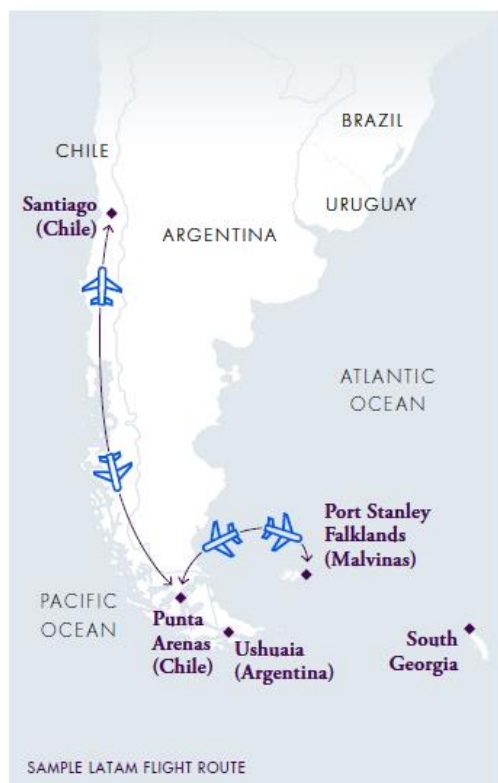 BRAZIL
CHILE
URUGUAY
Santiago
(Chile)
ARGENTINA
ATLANTIC
OCEAN
Port Stanley
Falklands
(Malvinas)
PACIFIC
OCEAN
Punta
Arenas
(Chile)
Ushuaia
(Argentina)
South
Georgia
SAMPLE LATAM FLIGHT ROUTE